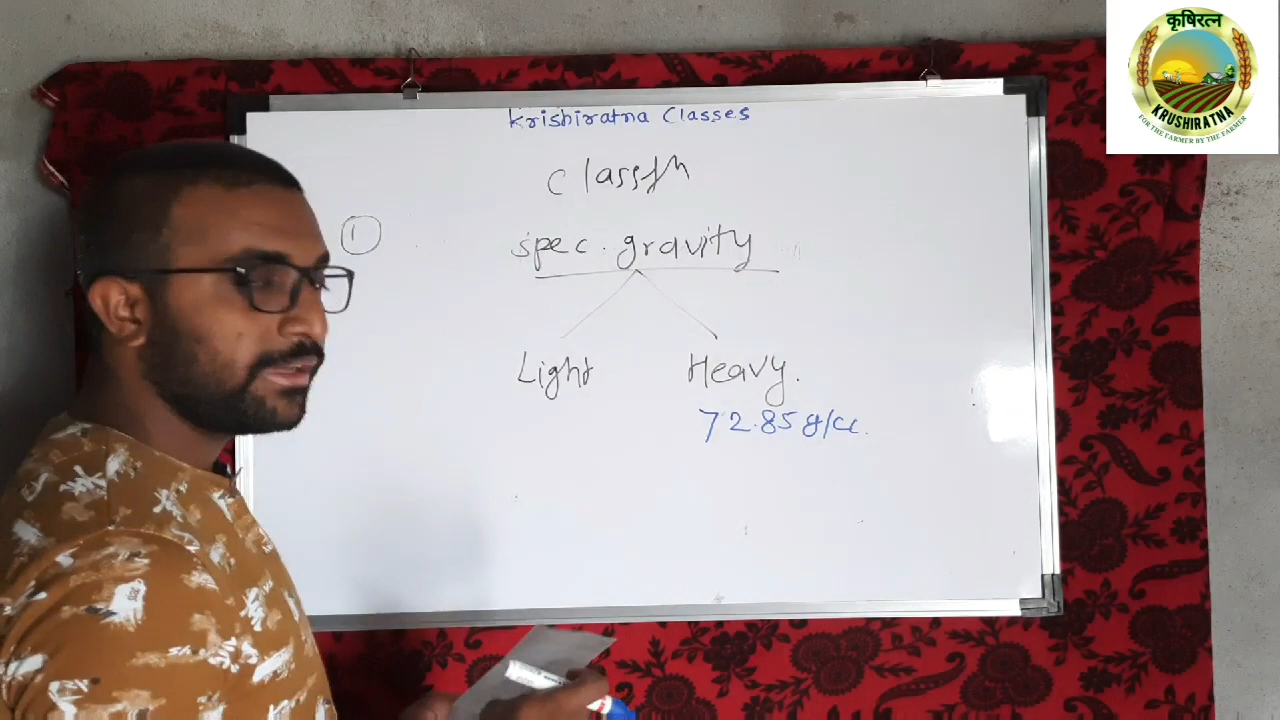 Krishiratna Classes
Classfn
①
spec. gravity
Light
Heavy.
72.85 g/cc.
कृषिरत्न
KRUSHIRATNA
FOR THE FARMER BY THE FARMER